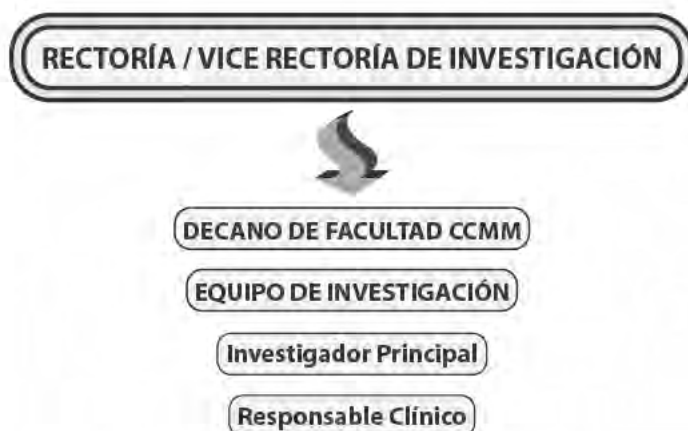 RECTORÍA / VICE RECTORÍA DE INVESTIGACIÓN
DECANO DE FACULTAD CCMM
EQUIPO DE INVESTIGACIÓN
Investigador Principal
Responsable Clínico